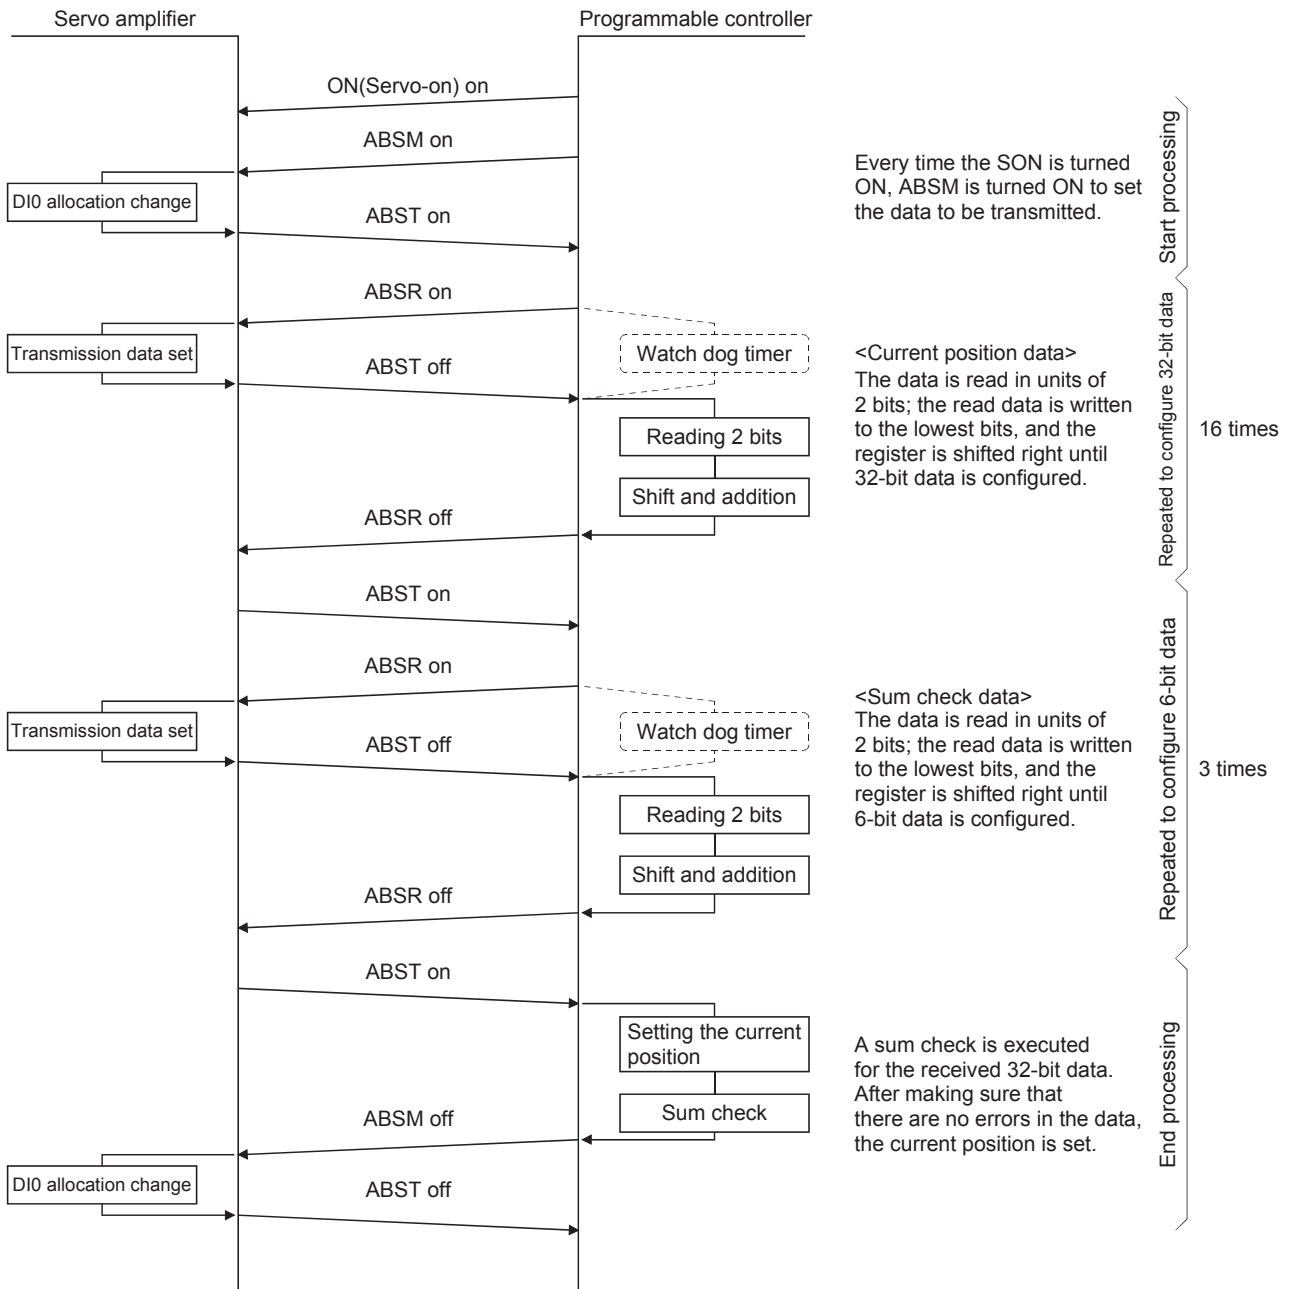 Servo amplifier
Programmable controller
ON(Servo-on) on
ABSM on
DI0 allocation change
ABST on
Every time the SON is turned
ON, ABSM is turned ON to set
the data to be transmitted.
Start processing
ABSR on
Transmission data set
Watch dog timer
ABST off
Reading 2 bits
Shift and addition
ABSR off
<Current position data>
The data is read in units of
2 bits; the read data is written
to the lowest bits, and the
register is shifted right until
32-bit data is configured.
Repeated to configure 32-bit data
16 times
ABST on
ABSR on
Transmission data set
Watch dog timer
ABST off
Reading 2 bits
Shift and addition
ABSR off
<Sum check data>
The data is read in units of
2 bits; the read data is written
to the lowest bits, and the
register is shifted right until
6-bit data is configured.
Repeated to configure 6-bit data
3 times
ABST on
Setting the current
position
Sum check
ABSM off
DI0 allocation change
ABST off
A sum check is executed
for the received 32-bit data.
After making sure that
there are no errors in the data,
the current position is set.
End processing